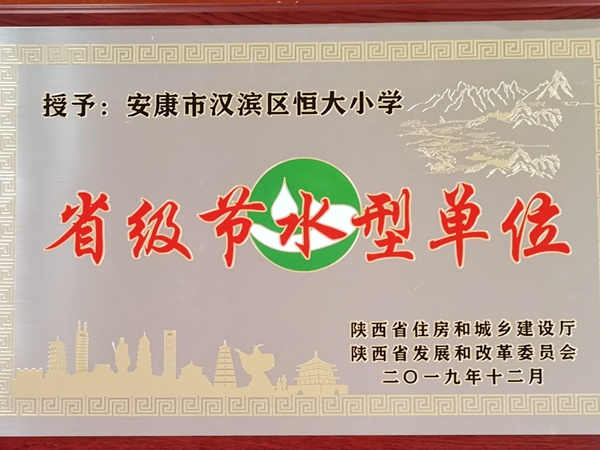 授予：安康市汉滨区恒大小学
省级节水型单位
陕西省住房和城乡建设厅
陕西省发展和改革委员会
二〇一九年十二月